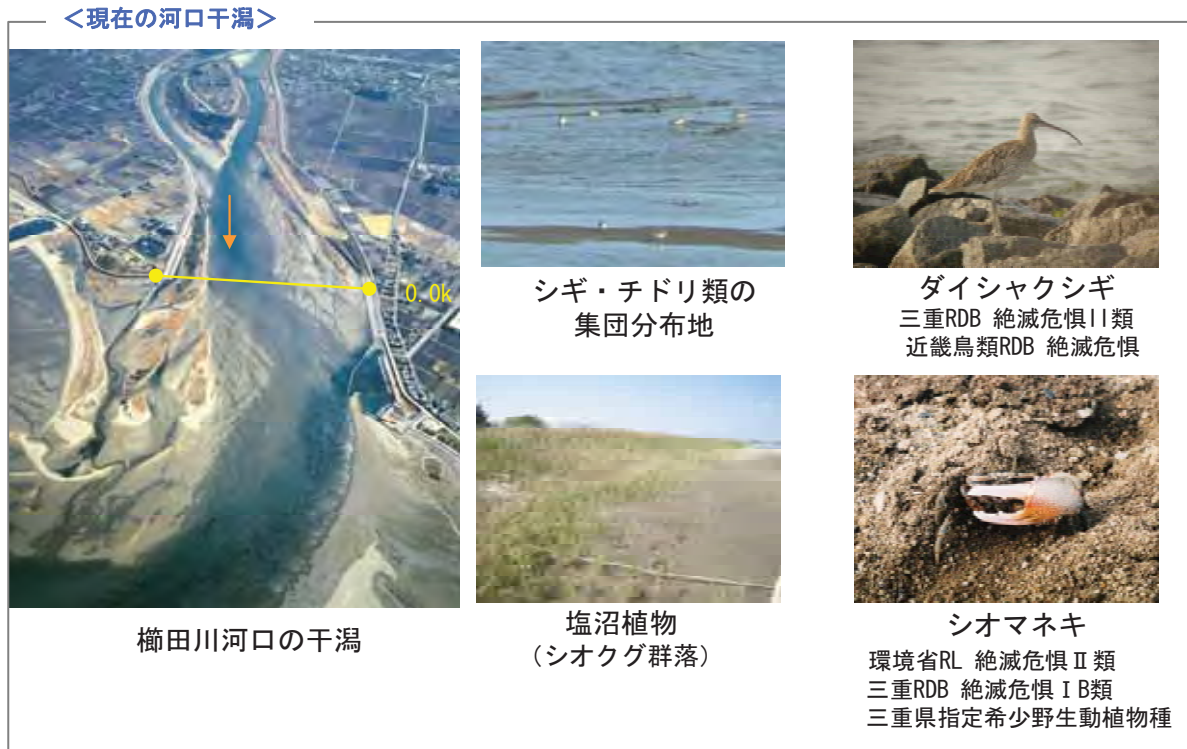 ＜現在の河口干潟＞
0.0k
櫛田川河口の干潟
シギ・チドリ類の
集団分布地
ダイシャクシギ
三重RDB 絶滅危惧II類
近畿鳥類RDB 絶滅危惧
塩沼植物
（シオクグ群落）
シオマネキ
環境省RL 絶滅危惧Ⅱ類
三重RDB 絶滅危惧ⅠB類
三重県指定希少野生動植物種